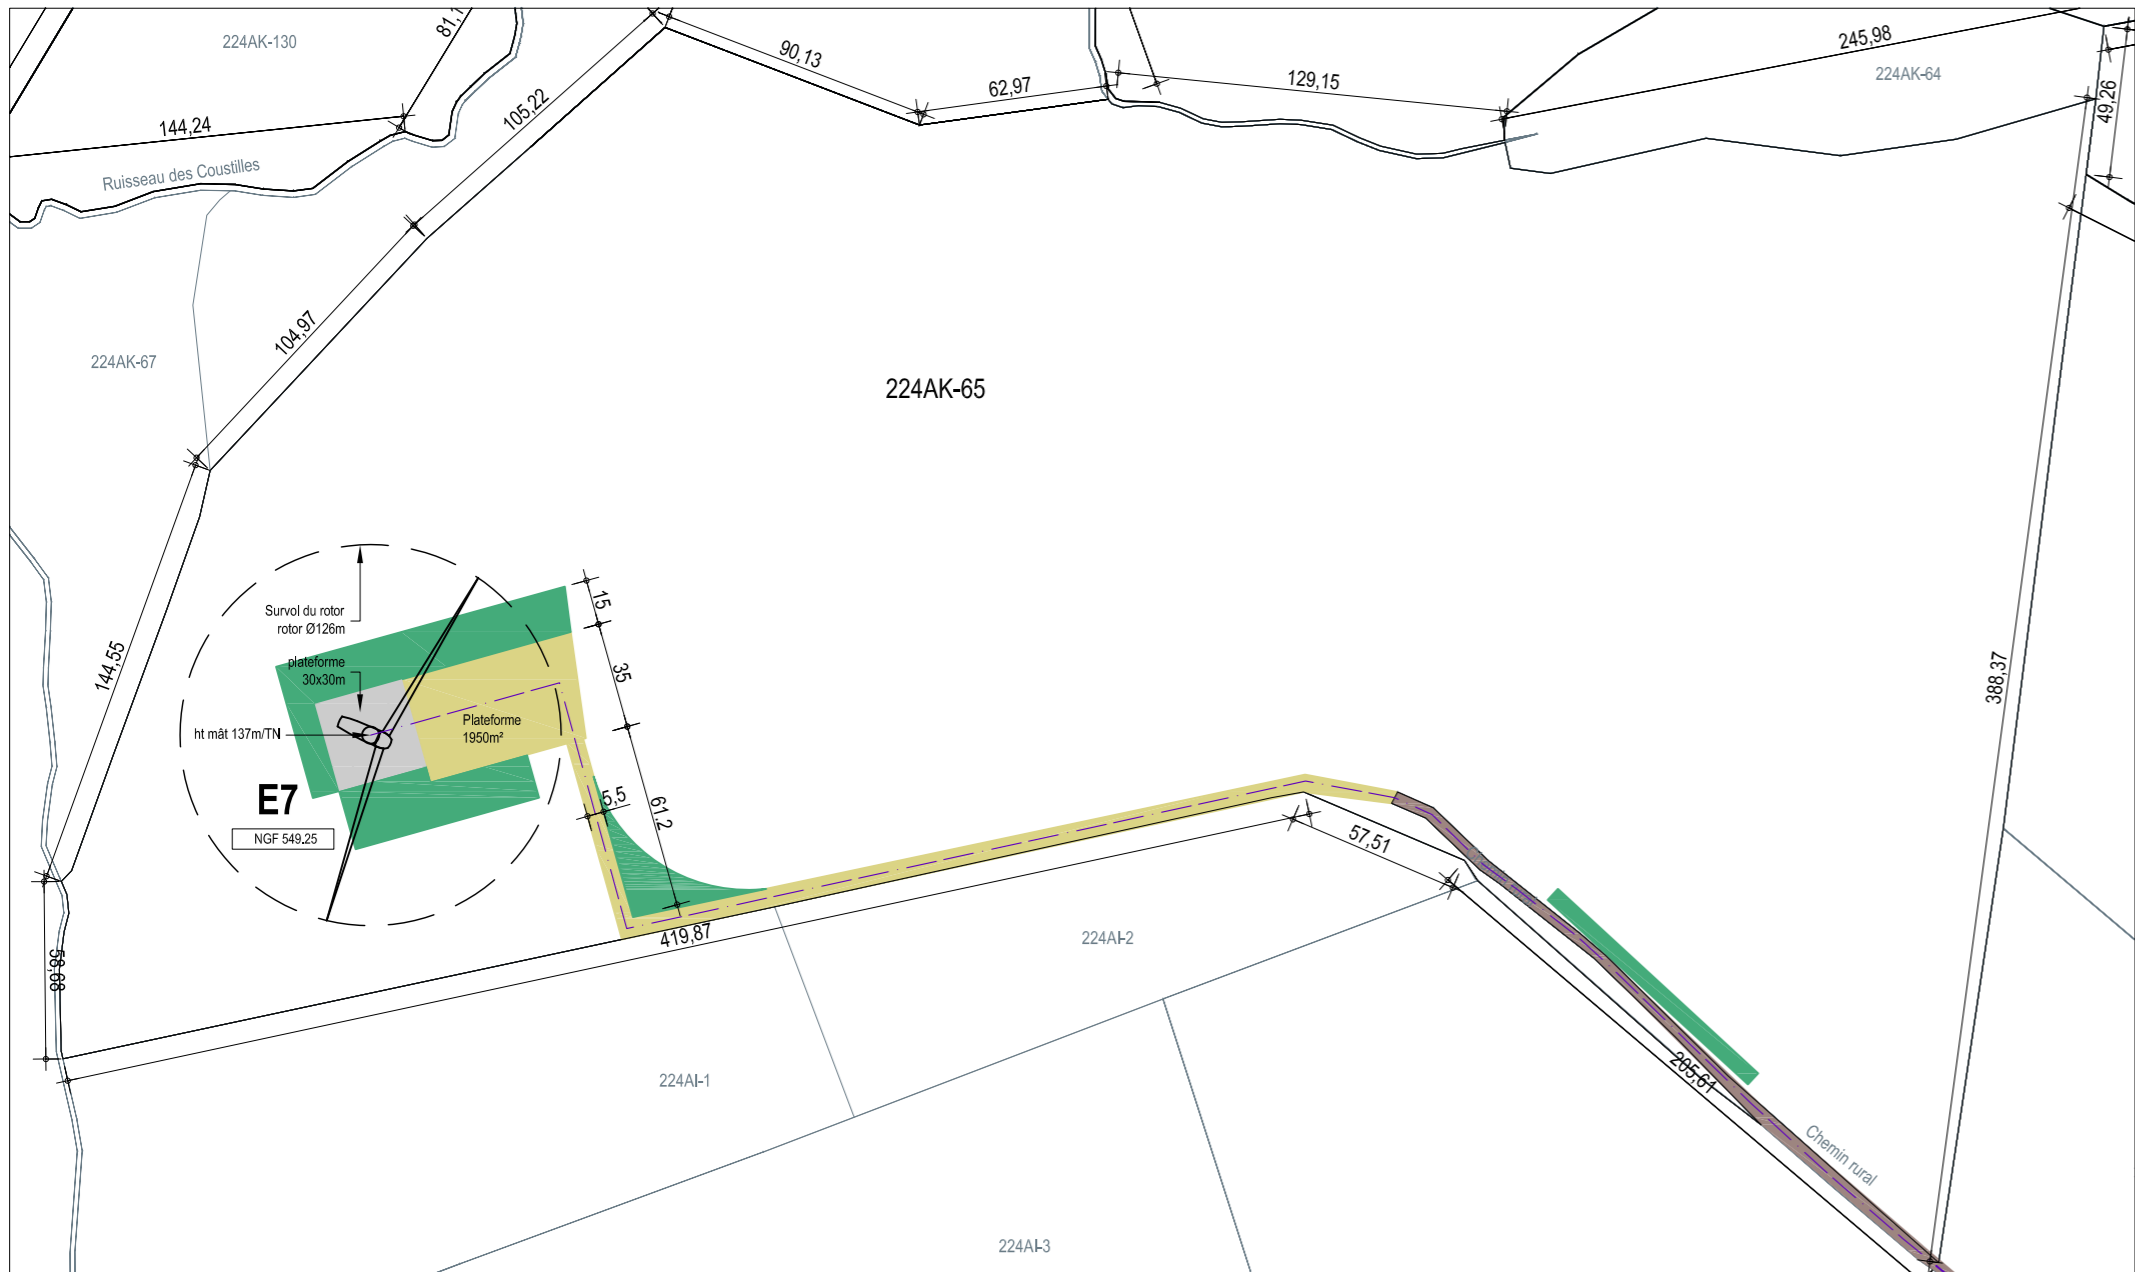 224AK-130
81,1
90,13
62,97
129,15
245,98
224AK-64
49,26
144,24
105,22
Ruisseau des Coustilles
104,97
224AK-67
224AK-65
144,55
Survol du rotor
rotor Ø126m
plateforme
30x30m
ht mât 137m/TN
Plateforme
1950m²
15
35
61,2
5,5
E7
NGF 549.25
388,37
57,51
419,87
58,68
224AI-2
224AI-1
205,61
Chemin rural
224AI-3